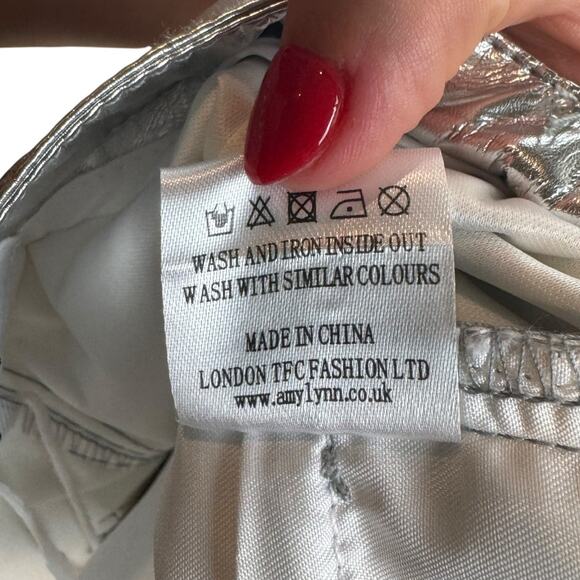 WASH AND IRON INSIDE OUT
WASH WITH SIMILAR COLOURS
MADE IN CHINA
LONDON TFC FASHION LTD
www.amylynn.co.uk